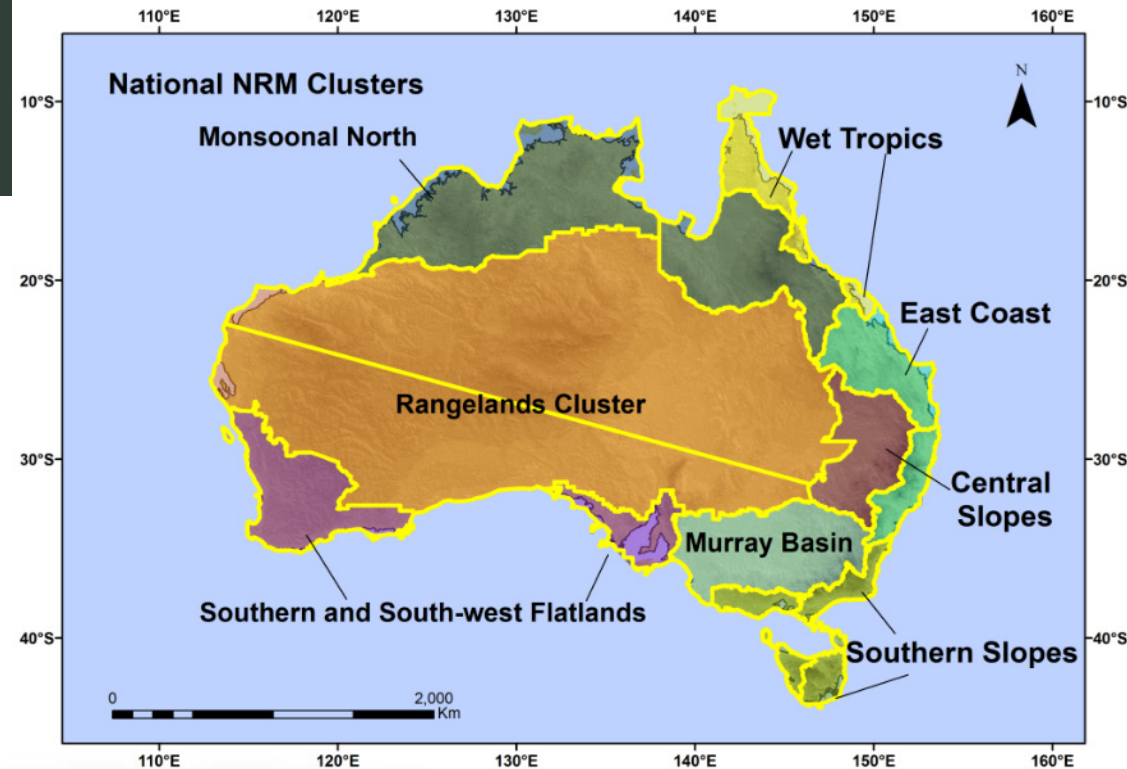 110°E 120°E 130°E 140°E 150°E 160°E
National NRM Clusters
N
10°S 10°S
Monsoonal North
Wet Tropics
20°S 20°S
East Coast
Rangelands Cluster
30°S 30°S
Central
Slopes
Murray Basin
Southern and South-west Flatlands
40°S 40°S
Southern Slopes
0 2,000
Km
110°E 120°E 130°E 140°E 150°E 160°E